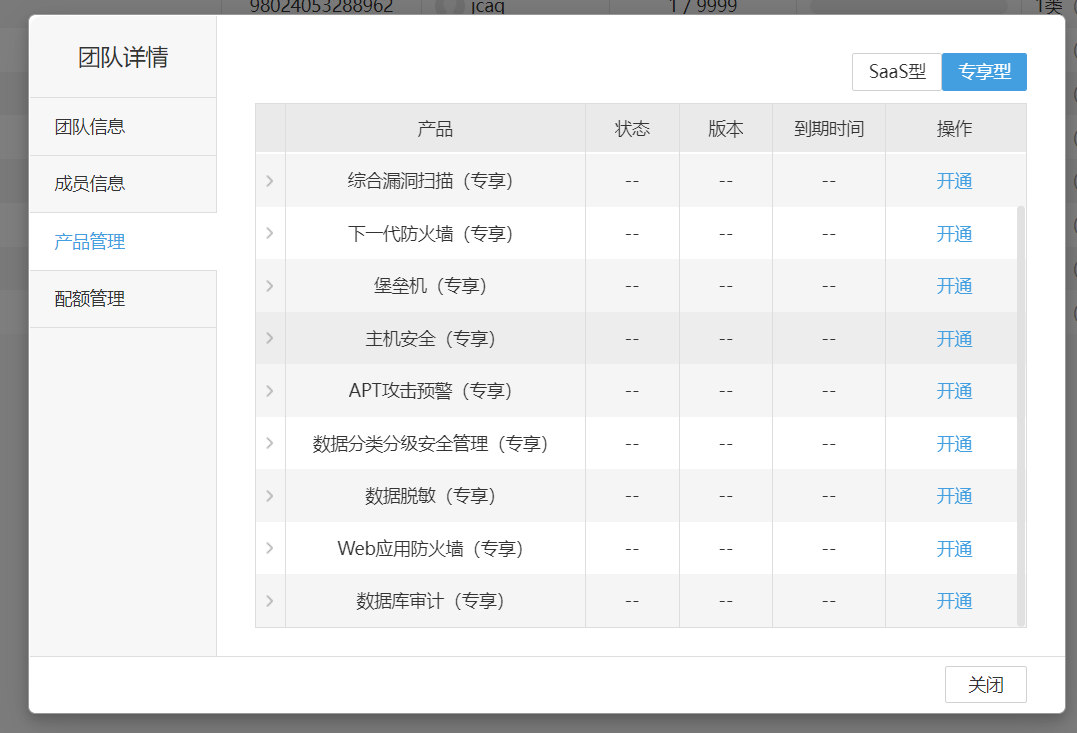 98024053288962 jcaq 1 / 9999 1类
团队详情
团队信息
成员信息
产品管理
配额管理
SaaS型 专享型
产品 状态 版本 到期时间 操作
综合漏洞扫描（专享） -- -- -- 开通
下一代防火墙（专享） -- -- -- 开通
堡垒机（专享） -- -- -- 开通
主机安全（专享） -- -- -- 开通
APT攻击预警（专享） -- -- -- 开通
数据分类分级安全管理（专享） -- -- -- 开通
数据脱敏（专享） -- -- -- 开通
Web应用防火墙（专享） -- -- -- 开通
数据库审计（专享） -- -- -- 开通
关闭